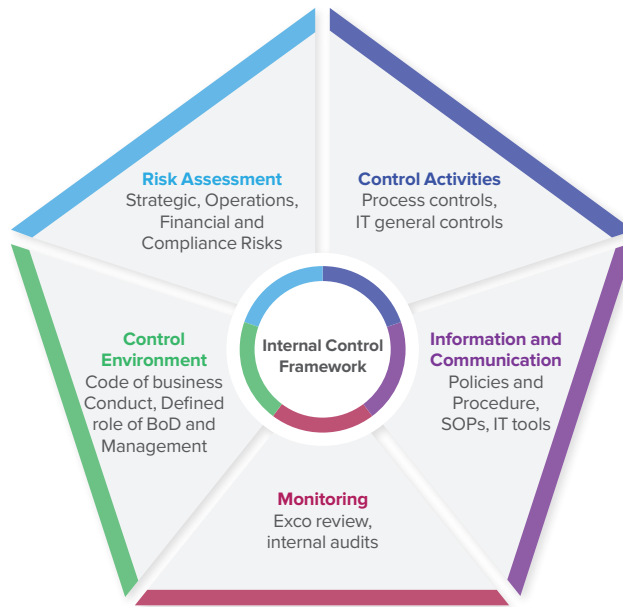 Risk Assessment
Strategic, Operations,
Financial and
Compliance Risks
Control Activities
Process controls,
IT general controls
Control
Environment
Code of business
Conduct, Defined
role of BoD and
Management
Internal Control
Framework
Information and
Communication
Policies and
Procedure,
SOPs, IT tools
Monitoring
Exco review,
internal audits